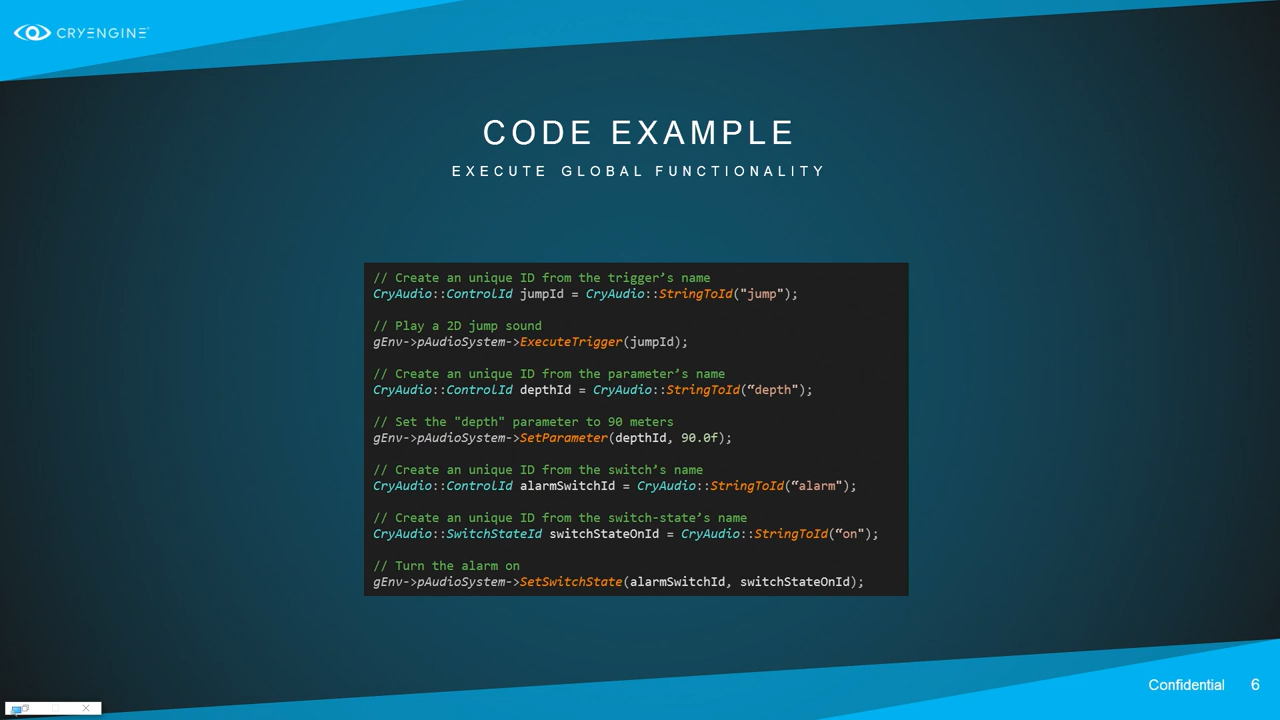 CRYENGINE
CODE EXAMPLE
EXECUTE GLOBAL FUNCTIONALITY
// Create an unique ID from the trigger’s name
CryAudio::ControlId jumpId = CryAudio::StringToId("jump");
// Play a 2D jump sound
gEnv->pAudioSystem->ExecuteTrigger(jumpId);
// Create an unique ID from the parameter’s name
CryAudio::ControlId depthId = CryAudio::StringToId(“depth");
// Set the "depth" parameter to 90 meters
gEnv->pAudioSystem->SetParameter(depthId, 90.0f);
// Create an unique ID from the switch’s name
CryAudio::ControlId alarmSwitchId = CryAudio::StringToId(“alarm");
// Create an unique ID from the switch-state’s name
CryAudio::SwitchStateId switchStateOnId = CryAudio::StringToId(“on");
// Turn the alarm on
gEnv->pAudioSystem->SetSwitchState(alarmSwitchId, switchStateOnId);
Confidential 6